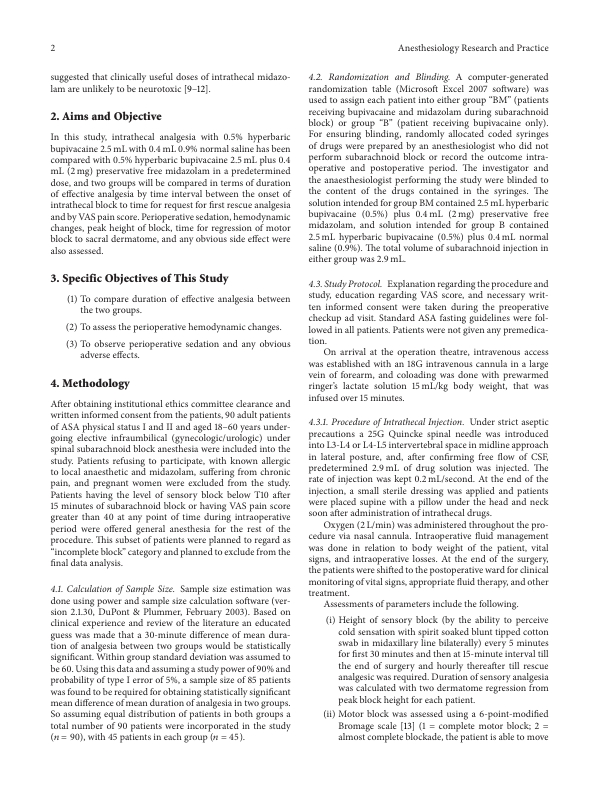 2
Anesthesiology Research and Practice
suggested that clinically useful doses of intrathecal midazo-
lam are unlikely to be neurotoxic [9–12].
2. Aims and Objective
In this study, intrathecal analgesia with 0.5% hyperbaric
bupivacaine 2.5 mL with 0.4 mL 0.9% normal saline has been
compared with 0.5% hyperbaric bupivacaine 2.5 mL plus 0.4
mL (2 mg) preservative free midazolam in a predetermined
dose, and two groups will be compared in terms of duration
of effective analgesia by time interval between the onset of
intrathecal block to time for request for first rescue analgesia
and by VAS pain score. Perioperative sedation, hemodynamic
changes, peak height of block, time for regression of motor
block to sacral dermatome, and any obvious side effect were
also assessed.
3. Specific Objectives of This Study
(1) To compare duration of effective analgesia between
the two groups.
(2) To assess the perioperative hemodynamic changes.
(3) To observe perioperative sedation and any obvious
adverse effects.
4. Methodology
After obtaining institutional ethics committee clearance and
written informed consent from the patients, 90 adult patients
of ASA physical status I and II and aged 18–60 years under-
going elective infraumbilical (gynecologic/urologic) under
spinal subarachnoid block anesthesia were included into the
study. Patients refusing to participate, with known allergic
to local anaesthetic and midazolam, suffering from chronic
pain, and pregnant women were excluded from the study.
Patients having the level of sensory block below T10 after
15 minutes of subarachnoid block or having VAS pain score
greater than 40 at any point of time during intraoperative
period were offered general anesthesia for the rest of the
procedure. This subset of patients were planned to regard as
“incomplete block” category and planned to exclude from the
final data analysis.
4.1. Calculation of Sample Size. Sample size estimation was
done using power and sample size calculation software (ver-
sion 2.1.30, DuPont & Plummer, February 2003). Based on
clinical experience and review of the literature an educated
guess was made that a 30-minute difference of mean dura-
tion of analgesia between two groups would be statistically
significant. Within group standard deviation was assumed to
be 60. Using this data and assuming a study power of 90% and
probability of type I error of 5%, a sample size of 85 patients
was found to be required for obtaining statistically significant
mean difference of mean duration of analgesia in two groups.
So assuming equal distribution of patients in both groups a
total number of 90 patients were incorporated in the study
(n = 90), with 45 patients in each group (n = 45).
4.2. Randomization and Blinding. A computer-generated
randomization table (Microsoft Excel 2007 software) was
used to assign each patient into either group “BM” (patients
receiving bupivacaine and midazolam during subarachnoid
block) or group “B” (patient receiving bupivacaine only).
For ensuring blinding, randomly allocated coded syringes
of drugs were prepared by an anesthesiologist who did not
perform subarachnoid block or record the outcome intra-
operative and postoperative period. The investigator and
the anaesthesiologist performing the study were blinded to
the content of the drugs contained in the syringes. The
solution intended for group BM contained 2.5 mL hyperbaric
bupivacaine (0.5%) plus 0.4 mL (2 mg) preservative free
midazolam, and solution intended for group B contained
2.5 mL hyperbaric bupivacaine (0.5%) plus 0.4 mL normal
saline (0.9%). The total volume of subarachnoid injection in
either group was 2.9 mL.
4.3. Study Protocol. Explanation regarding the procedure and
study, education regarding VAS score, and necessary writ-
ten informed consent were taken during the preoperative
checkup ad visit. Standard ASA fasting guidelines were fol-
lowed in all patients. Patients were not given any premedica-
tion.
On arrival at the operation theatre, intravenous access
was established with an 18G intravenous cannula in a large
vein of forearm, and coloading was done with prewarmed
ringer’s lactate solution 15 mL/kg body weight, that was
infused over 15 minutes.
4.3.1. Procedure of Intrathecal Injection. Under strict aseptic
precautions a 25G Quincke spinal needle was introduced
into L3-L4 or L4-L5 intervertebral space in midline approach
in lateral posture, and, after confirming free flow of CSF,
predetermined 2.9 mL of drug solution was injected. The
rate of injection was kept 0.2 mL/second. At the end of the
injection, a small sterile dressing was applied and patients
were placed supine with a pillow under the head and neck
soon after administration of intrathecal drugs.
Oxygen (2 L/min) was administered throughout the pro-
cedure via nasal cannula. Intraoperative fluid management
was done in relation to body weight of the patient, vital
signs, and intraoperative losses. At the end of the surgery,
the patients were shifted to the postoperative ward for clinical
monitoring of vital signs, appropriate fluid therapy, and other
treatment.
Assessments of parameters include the following.
(i) Height of sensory block (by the ability to perceive
cold sensation with spirit soaked blunt tipped cotton
swab in midaxillary line bilaterally) every 5 minutes
for first 30 minutes and then at 15-minute interval till
the end of surgery and hourly thereafter till rescue
analgesic was required. Duration of sensory analgesia
was calculated with two dermatome regression from
peak block height for each patient.
(ii) Motor block was assessed using a 6-point-modified
Bromage scale [13] (1 = complete motor block; 2 =
almost complete blockade, the patient is able to move